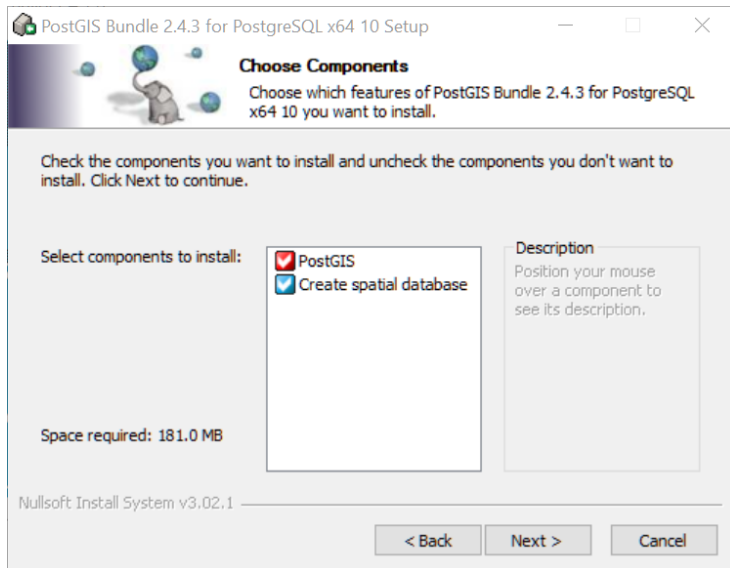 PostGIS Bundle 2.4.3 for PostgreSQL x64 10 Setup
Choose Components
Choose which features of PostGIS Bundle 2.4.3 for PostgreSQL
x64 10 you want to install.
Check the components you want to install and uncheck the components you don't want to
install. Click Next to continue.
Select components to install:
PostGIS
Create spatial database
Description
Position your mouse
over a component to
see its description.
Space required: 181.0 MB
Nullsoft Install System v3.02.1
< Back
Next >
Cancel